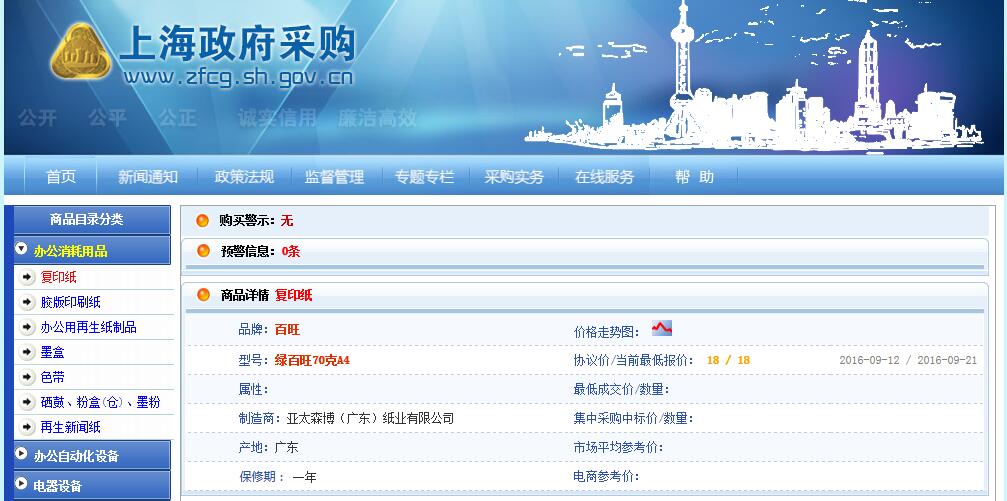 上海政府采购
www.zfcg.sh.gov.cn
公开 公平 公正 诚实信用 廉洁高效
首页 新闻通知 政策法规 监督管理 专题专栏 采购实务 在线服务 帮 助
商品目录分类
办公消耗用品
复印纸
胶版印刷纸
办公用再生纸制品
墨盒
色带
硒鼓、粉盒(仓)、墨粉
再生新闻纸
办公自动化设备
电器设备
购买警示：无
预警信息：0条
商品详情 复印纸
品牌：百旺 价格走势图：
型号：绿百旺70克A4 协议价/当前最低报价： 18 / 18 2016-09-12 / 2016-09-21
属性： 最低成交价/数量：
制造商：亚太森博（广东）纸业有限公司 集中采购中标价/数量：
产地：广东 市场平均参考价：
保修期：一年 电商参考价：